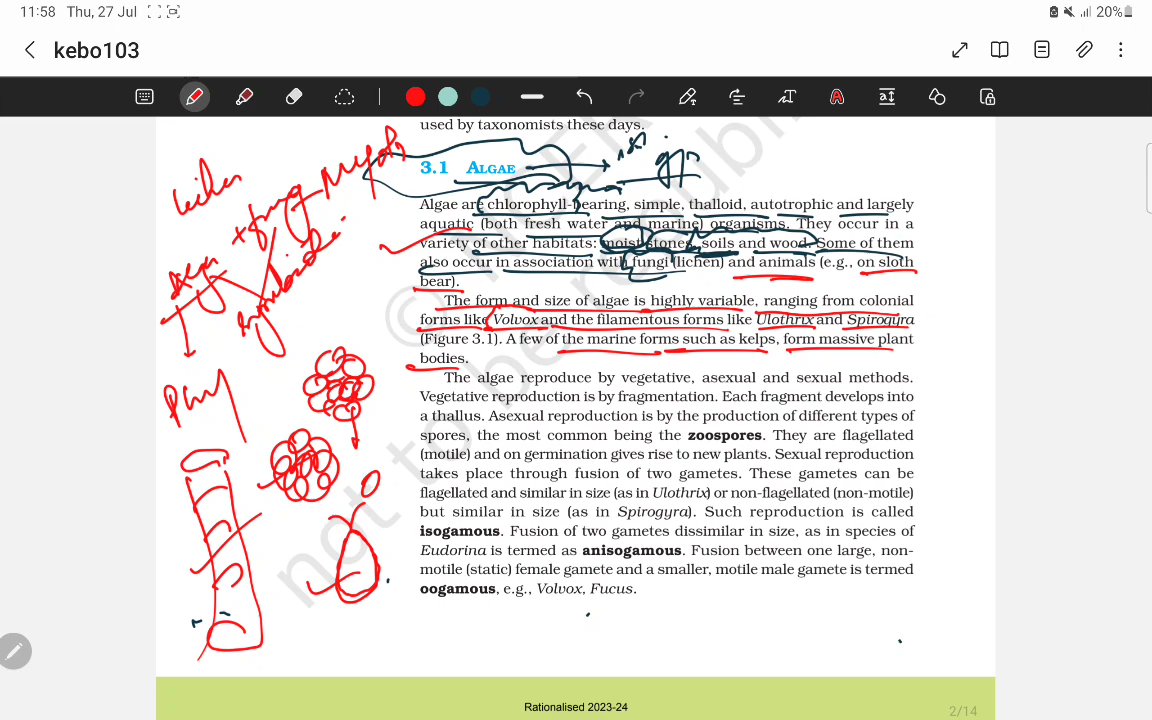 11:58 Thu, 27 Jul
20%
kebo103
used by taxonomists these days.
3.1 ALGAE
Algae are chlorophyll-bearing, simple, thalloid, autotrophic and largely
aquatic (both fresh water and marine) organisms. They occur in a
variety of other habitats: moist stones, soils and wood. Some of them
also occur in association with fungi (lichen) and animals (e.g., on sloth
bear).
The form and size of algae is highly variable, ranging from colonial
forms like Volvox and the filamentous forms like Ulothrix and Spirogyra
(Figure 3.1). A few of the marine forms such as kelps, form massive plant
bodies.
The algae reproduce by vegetative, asexual and sexual methods.
Vegetative reproduction is by fragmentation. Each fragment develops into
a thallus. Asexual reproduction is by the production of different types of
spores, the most common being the zoospores. They are flagellated
(motile) and on germination gives rise to new plants. Sexual reproduction
takes place through fusion of two gametes. These gametes can be
flagellated and similar in size (as in Ulothrix) or non-flagellated (non-motile)
but similar in size (as in Spirogyra). Such reproduction is called
isogamous. Fusion of two gametes dissimilar in size, as in species of
Eudorina is termed as anisogamous. Fusion between one large, non-
motile (static) female gamete and a smaller, motile male gamete is termed
oogamous, e.g., Volvox, Fucus.
not to be republi
Rationalised 2023-24
2/14